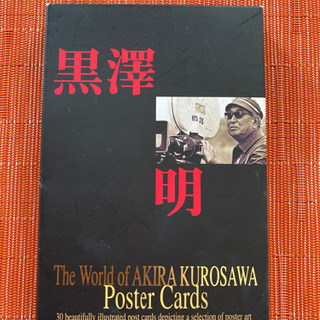 黒澤
明
The World of AKIRA KUROSAWA
Poster Cards
30 beautifully illustrated post cards depicting a selection of poster art